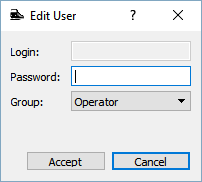 Edit User
?
Login:
Password:
Group: Operator
Accept Cancel